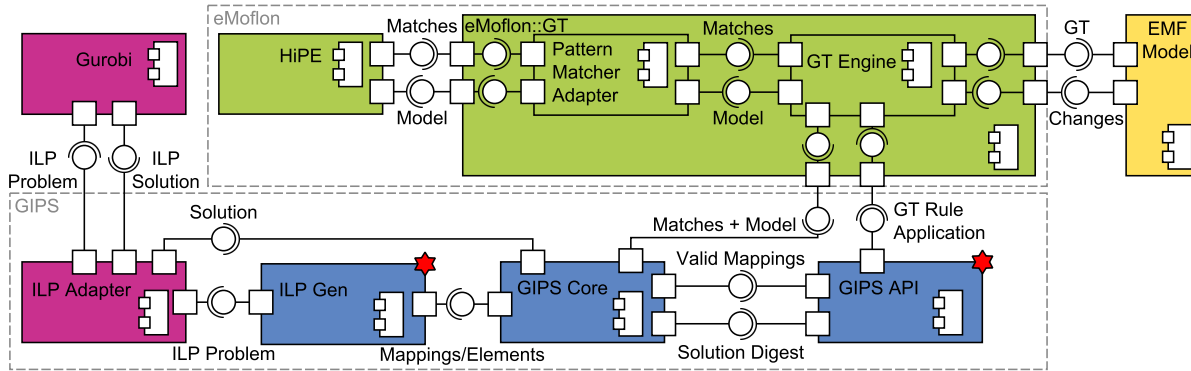 eMoflon
Matches
eMoflon::GT
Matches
GT
EMF
Model
Gurobi
HiPE
Pattern
Matcher
Adapter
GT Engine
Model
Model
Changes
ILP
Problem
ILP
Solution
GIPS
Solution
Matches + Model
GT Rule
Application
Valid Mappings
ILP Adapter
ILP Gen
GIPS Core
GIPS API
ILP Problem
Mappings/Elements
Solution Digest